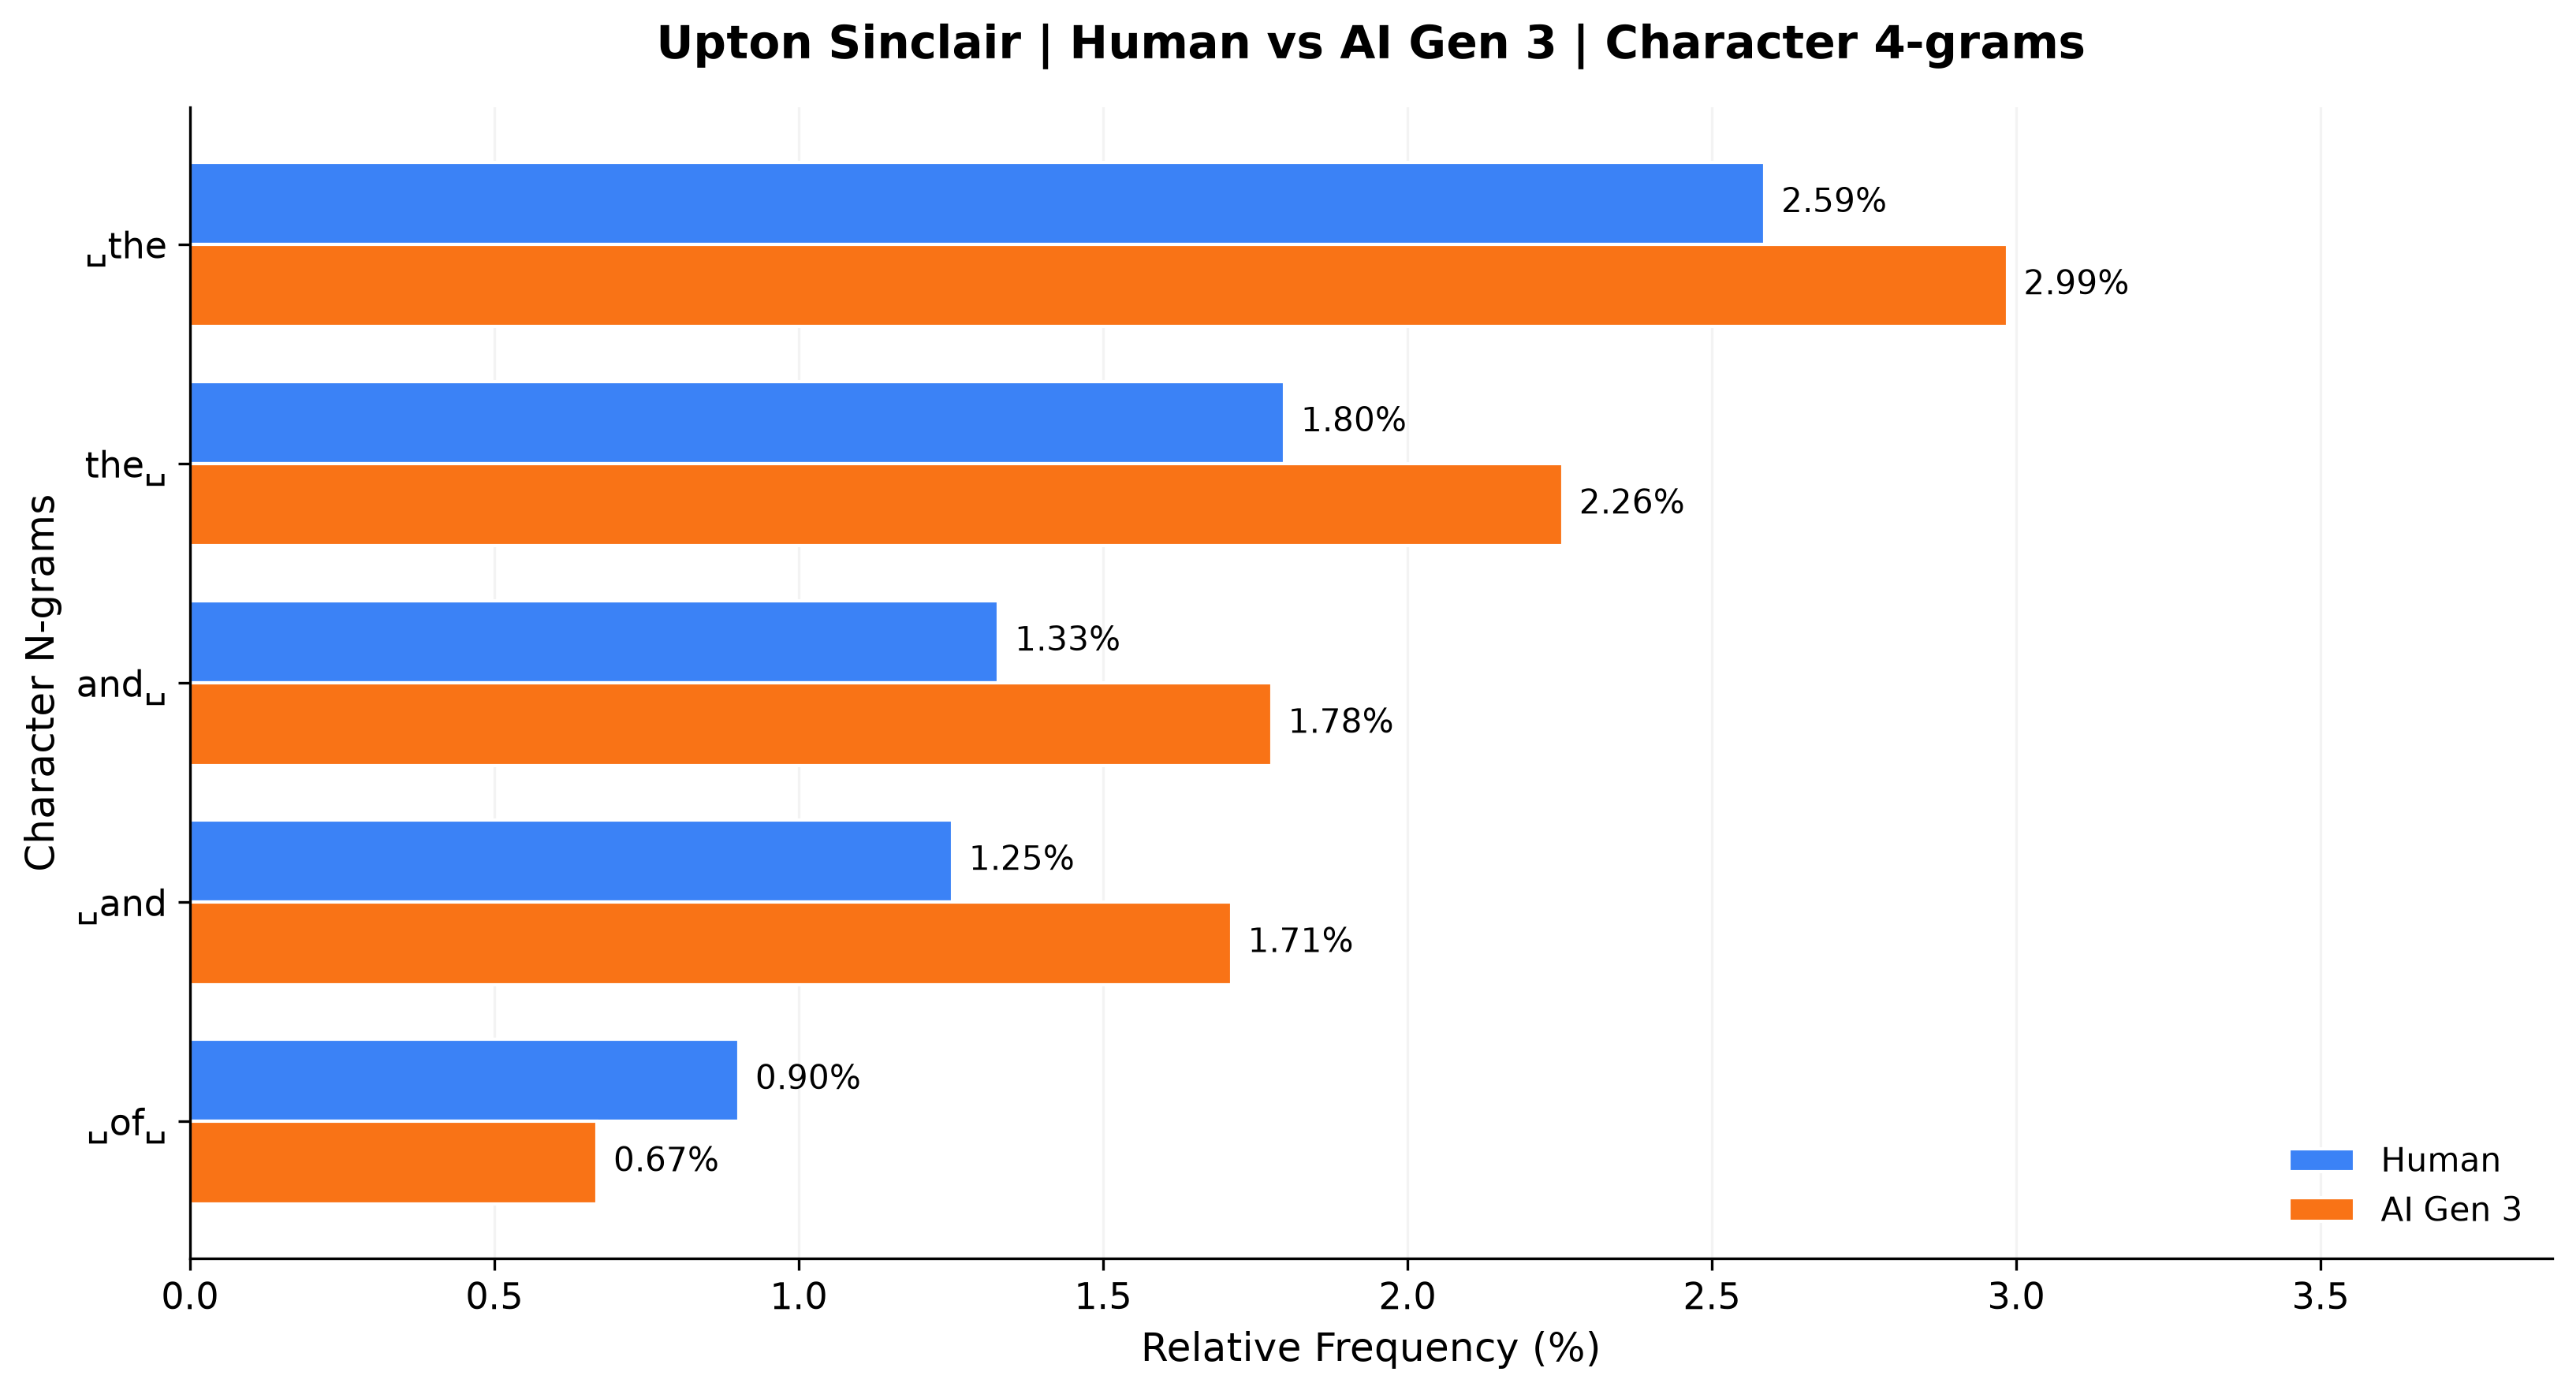 Upton Sinclair | Human vs AI Gen 3 | Character 4-grams
Character N-grams
␣the
2.59%
2.99%
the␣
1.80%
2.26%
and␣
1.33%
1.78%
␣and
1.25%
1.71%
␣of␣
0.90%
0.67%
Human
AI Gen 3
0.0 0.5 1.0 1.5 2.0 2.5 3.0 3.5
Relative Frequency (%)